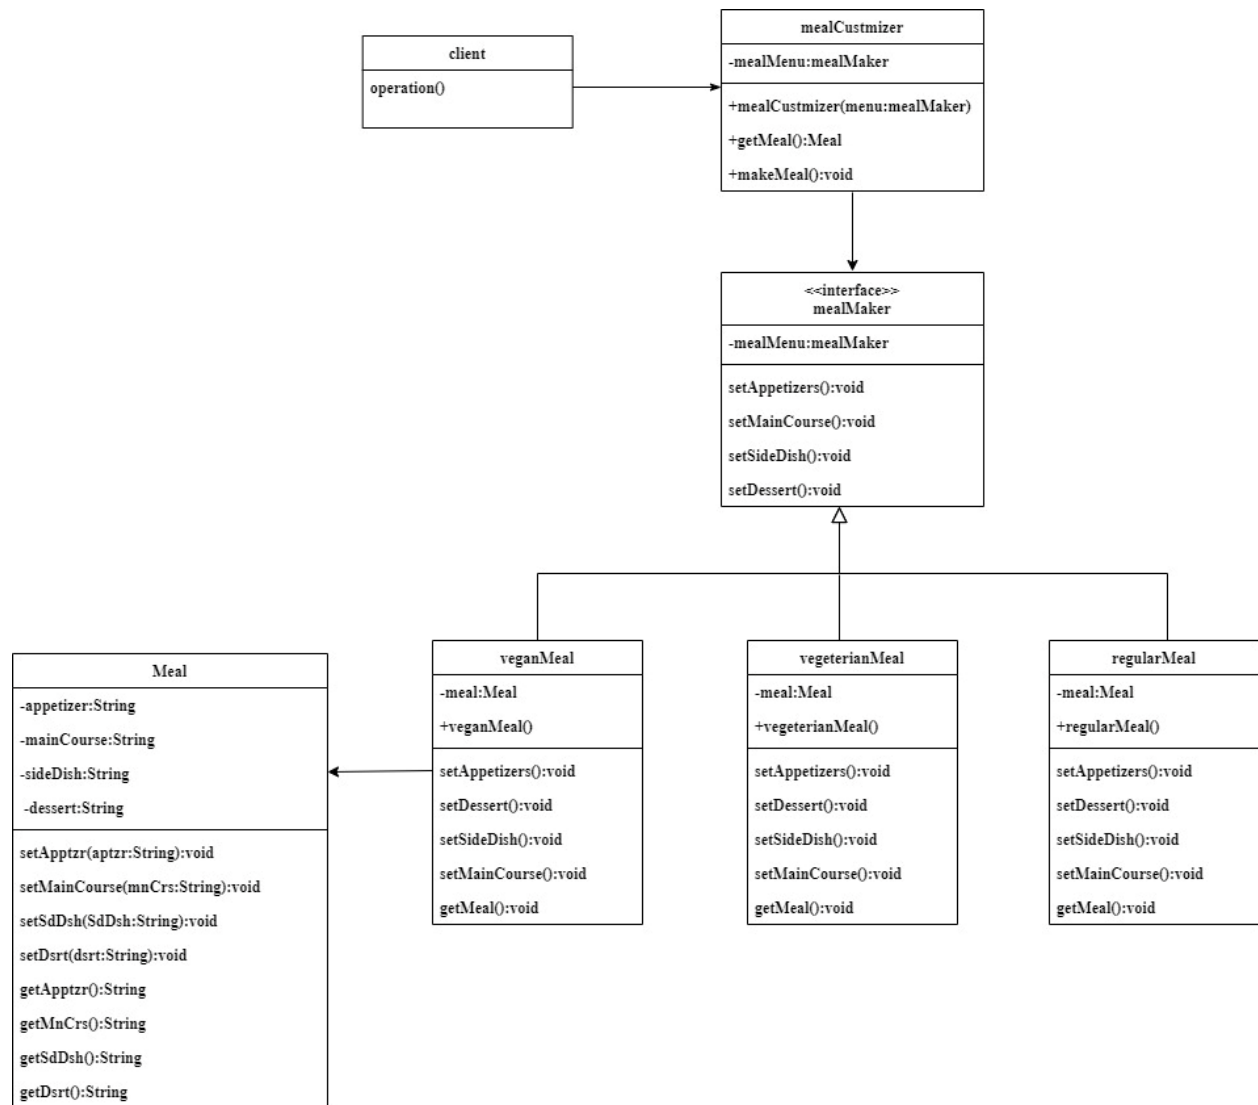 client
operation()
mealCustmizer
-mealMenu:mealMaker
+mealCustmizer(menu:mealMaker)
+getMeal():Meal
+makeMeal():void
<<interface>>
mealMaker
-mealMenu:mealMaker
setAppetizers():void
setMainCourse():void
setSideDish():void
setDessert():void
Meal
-appetizer:String
-mainCourse:String
-sideDish:String
-dessert:String
setApptzr(aptzr:String):void
setMainCourse(mnCrs:String):void
setSdDsh(SdDsh:String):void
setDsrt(dsrt:String):void
getApptzr():String
getMnCrs():String
getSdDsh():String
getDsrt():String
veganMeal
-meal:Meal
+veganMeal()
setAppetizers():void
setDessert():void
setSideDish():void
setMainCourse():void
getMeal():void
vegeterianMeal
-meal:Meal
+vegeterianMeal()
setAppetizers():void
setDessert():void
setSideDish():void
setMainCourse():void
getMeal():void
regularMeal
-meal:Meal
+regularMeal()
setAppetizers():void
setDessert():void
setSideDish():void
setMainCourse():void
getMeal():void